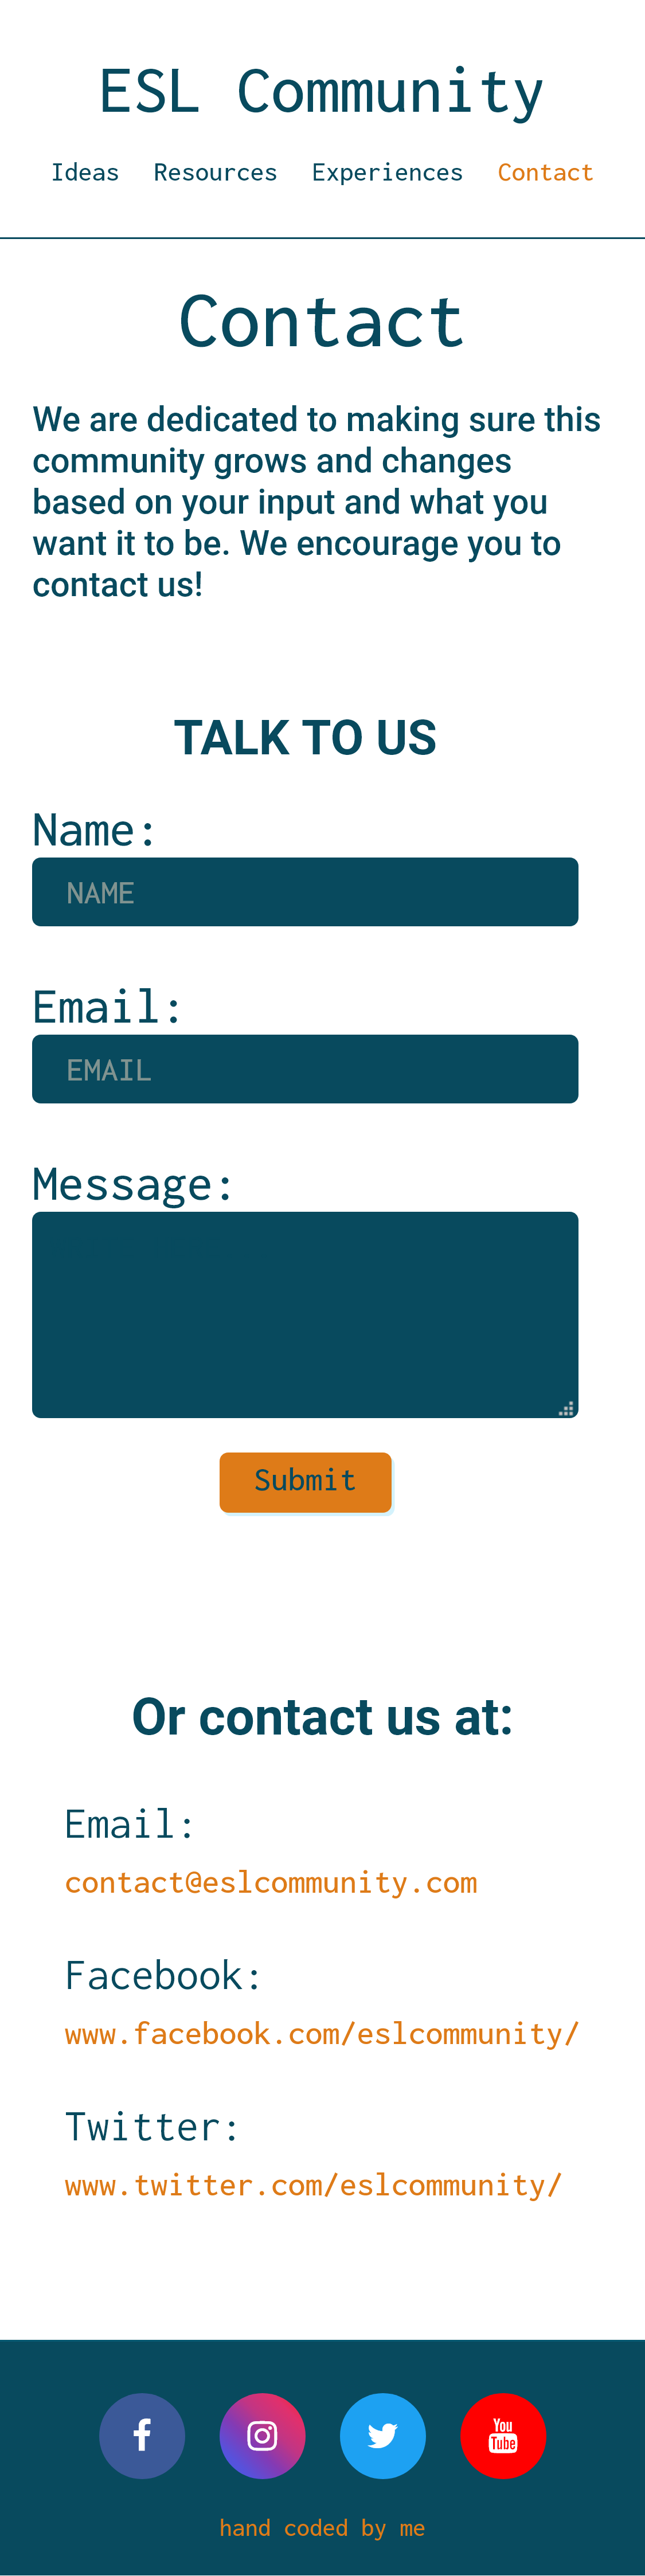 ESL Community
Ideas Resources Experiences Contact
Contact
We are dedicated to making sure this
community grows and changes
based on your input and what you
want it to be. We encourage you to
contact us!
TALK TO US
Name:
NAME
Email:
EMAIL
Message:
Submit
Or contact us at:
Email:
contact@eslcommunity.com
Facebook:
www.facebook.com/eslcommunity/
Twitter:
www.twitter.com/eslcommunity/
You
Tube
hand coded by me